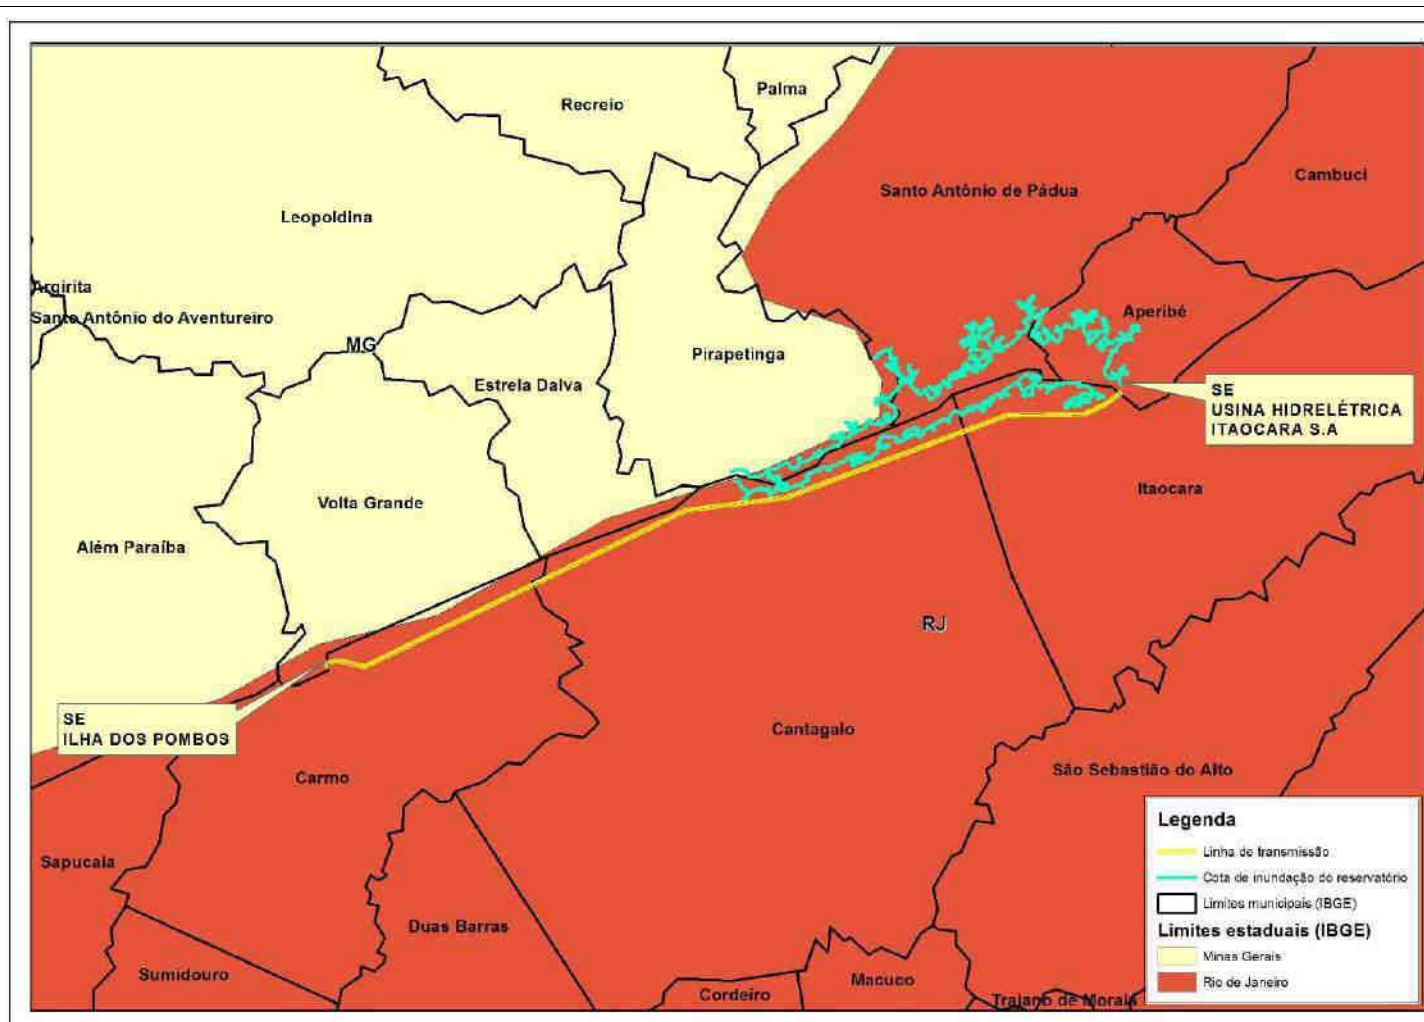 Palma
Recreio
Cambuci
Santo Antônio de Pádua
Leopoldina
Argirita
Santo Antônio do Aventureiro
Aperibé
MG
Pirapetinga
Estrela Dalva
SE
USINA HIDRELÉTRICA
ITAOCARA S.A
Itaocara
Volta Grande
Além Paraíba
RJ
SE
ILHA DOS POMBOS
Cantagalo
Carmo
São Sebastião do Alto
Sapucaia
Duas Barras
Sumidouro
Macuco
Cordeiro
Trajano de Morais
Legenda
Linha de transmissão
Cota de inundação do reservatório
Limites municipais (IBGE)
Limites estaduais (IBGE)
Minas Gerais
Rio de Janeiro